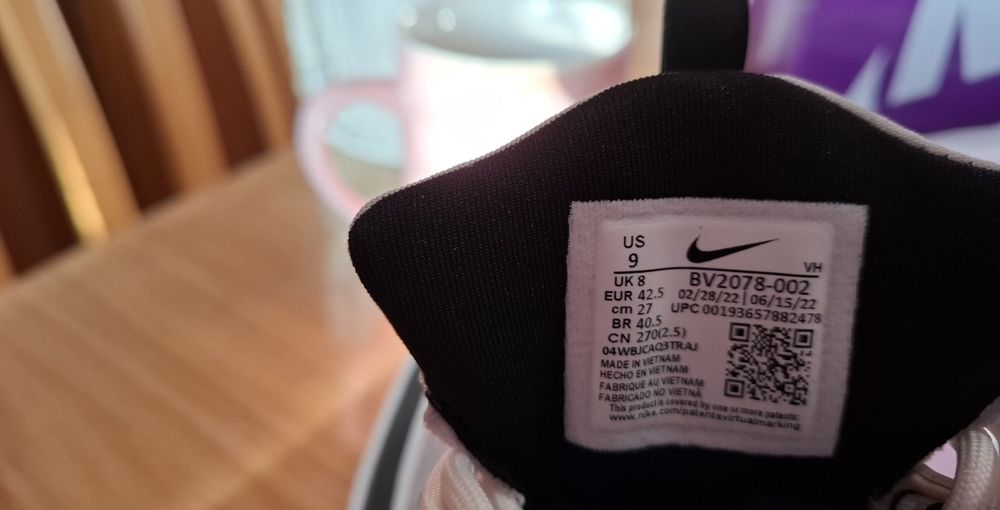 US
9
VH
UK 8
BV2078-002
EUR 42.5
02/28/22 | 06/15/22
cm 27
UPC 00193657882478
BR 40.5
CN 270(2.5)
04WBJCAQ3TRAJ
MADE IN VIETNAM
HECHO EN VIETNAM
FABRIQUE AU VIETNAM
FABRICADO NO VIETNÃ
This product is covered by one or more patents:
www.nike.com/patentsvirtualmarking